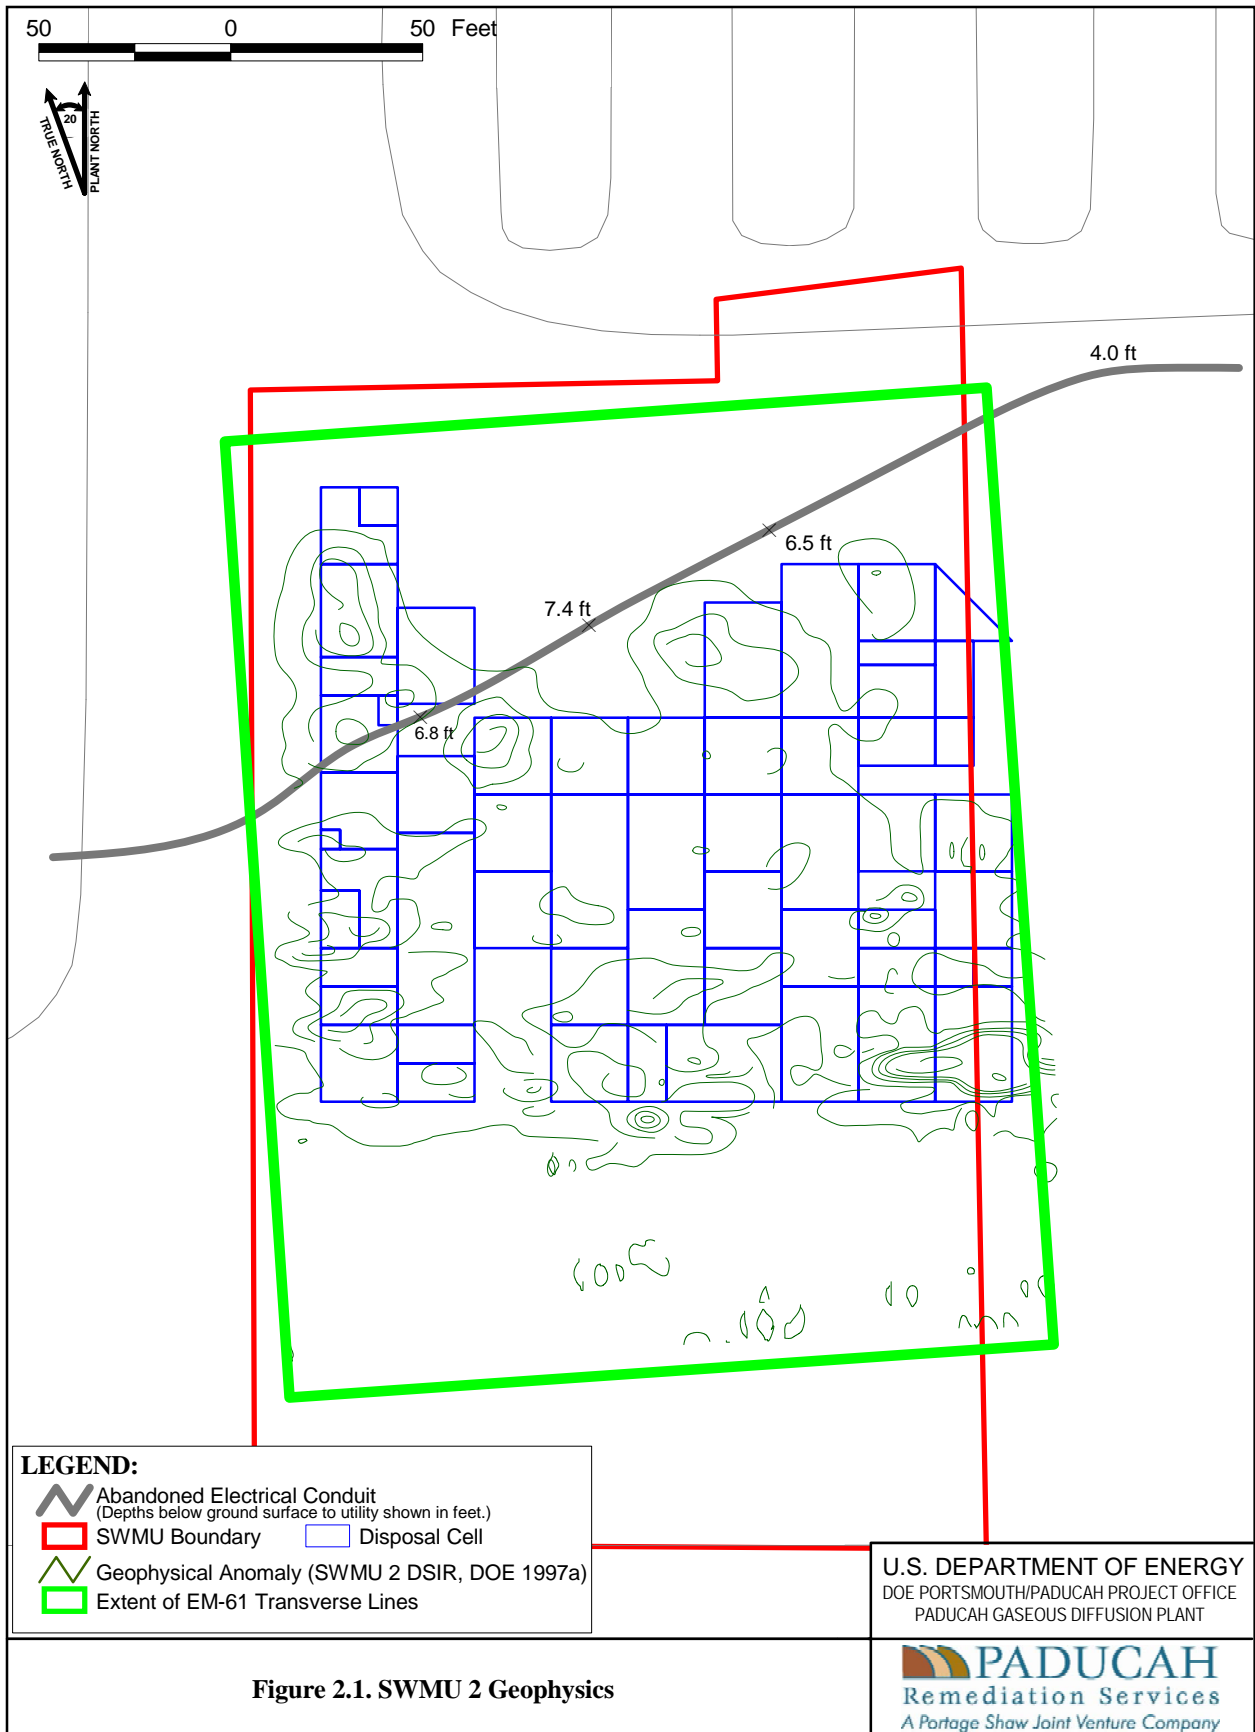 50 0 50 Feet
20
TRUE NORTH
PLANT NORTH
4.0 ft
6.5 ft
7.4 ft
6.8 ft
LEGEND:
Abandoned Electrical Conduit
(Depths below ground surface to utility shown in feet.)
SWMU Boundary Disposal Cell
Geophysical Anomaly (SWMU 2 DSIR, DOE 1997a)
Extent of EM-61 Transverse Lines
U.S. DEPARTMENT OF ENERGY
DOE PORTSMOUTH/PADUCAH PROJECT OFFICE
PADUCAH GASEOUS DIFFUSION PLANT
Figure 2.1. SWMU 2 Geophysics
PADUCAH
Remediation Services
A Portage Shaw Joint Venture Company